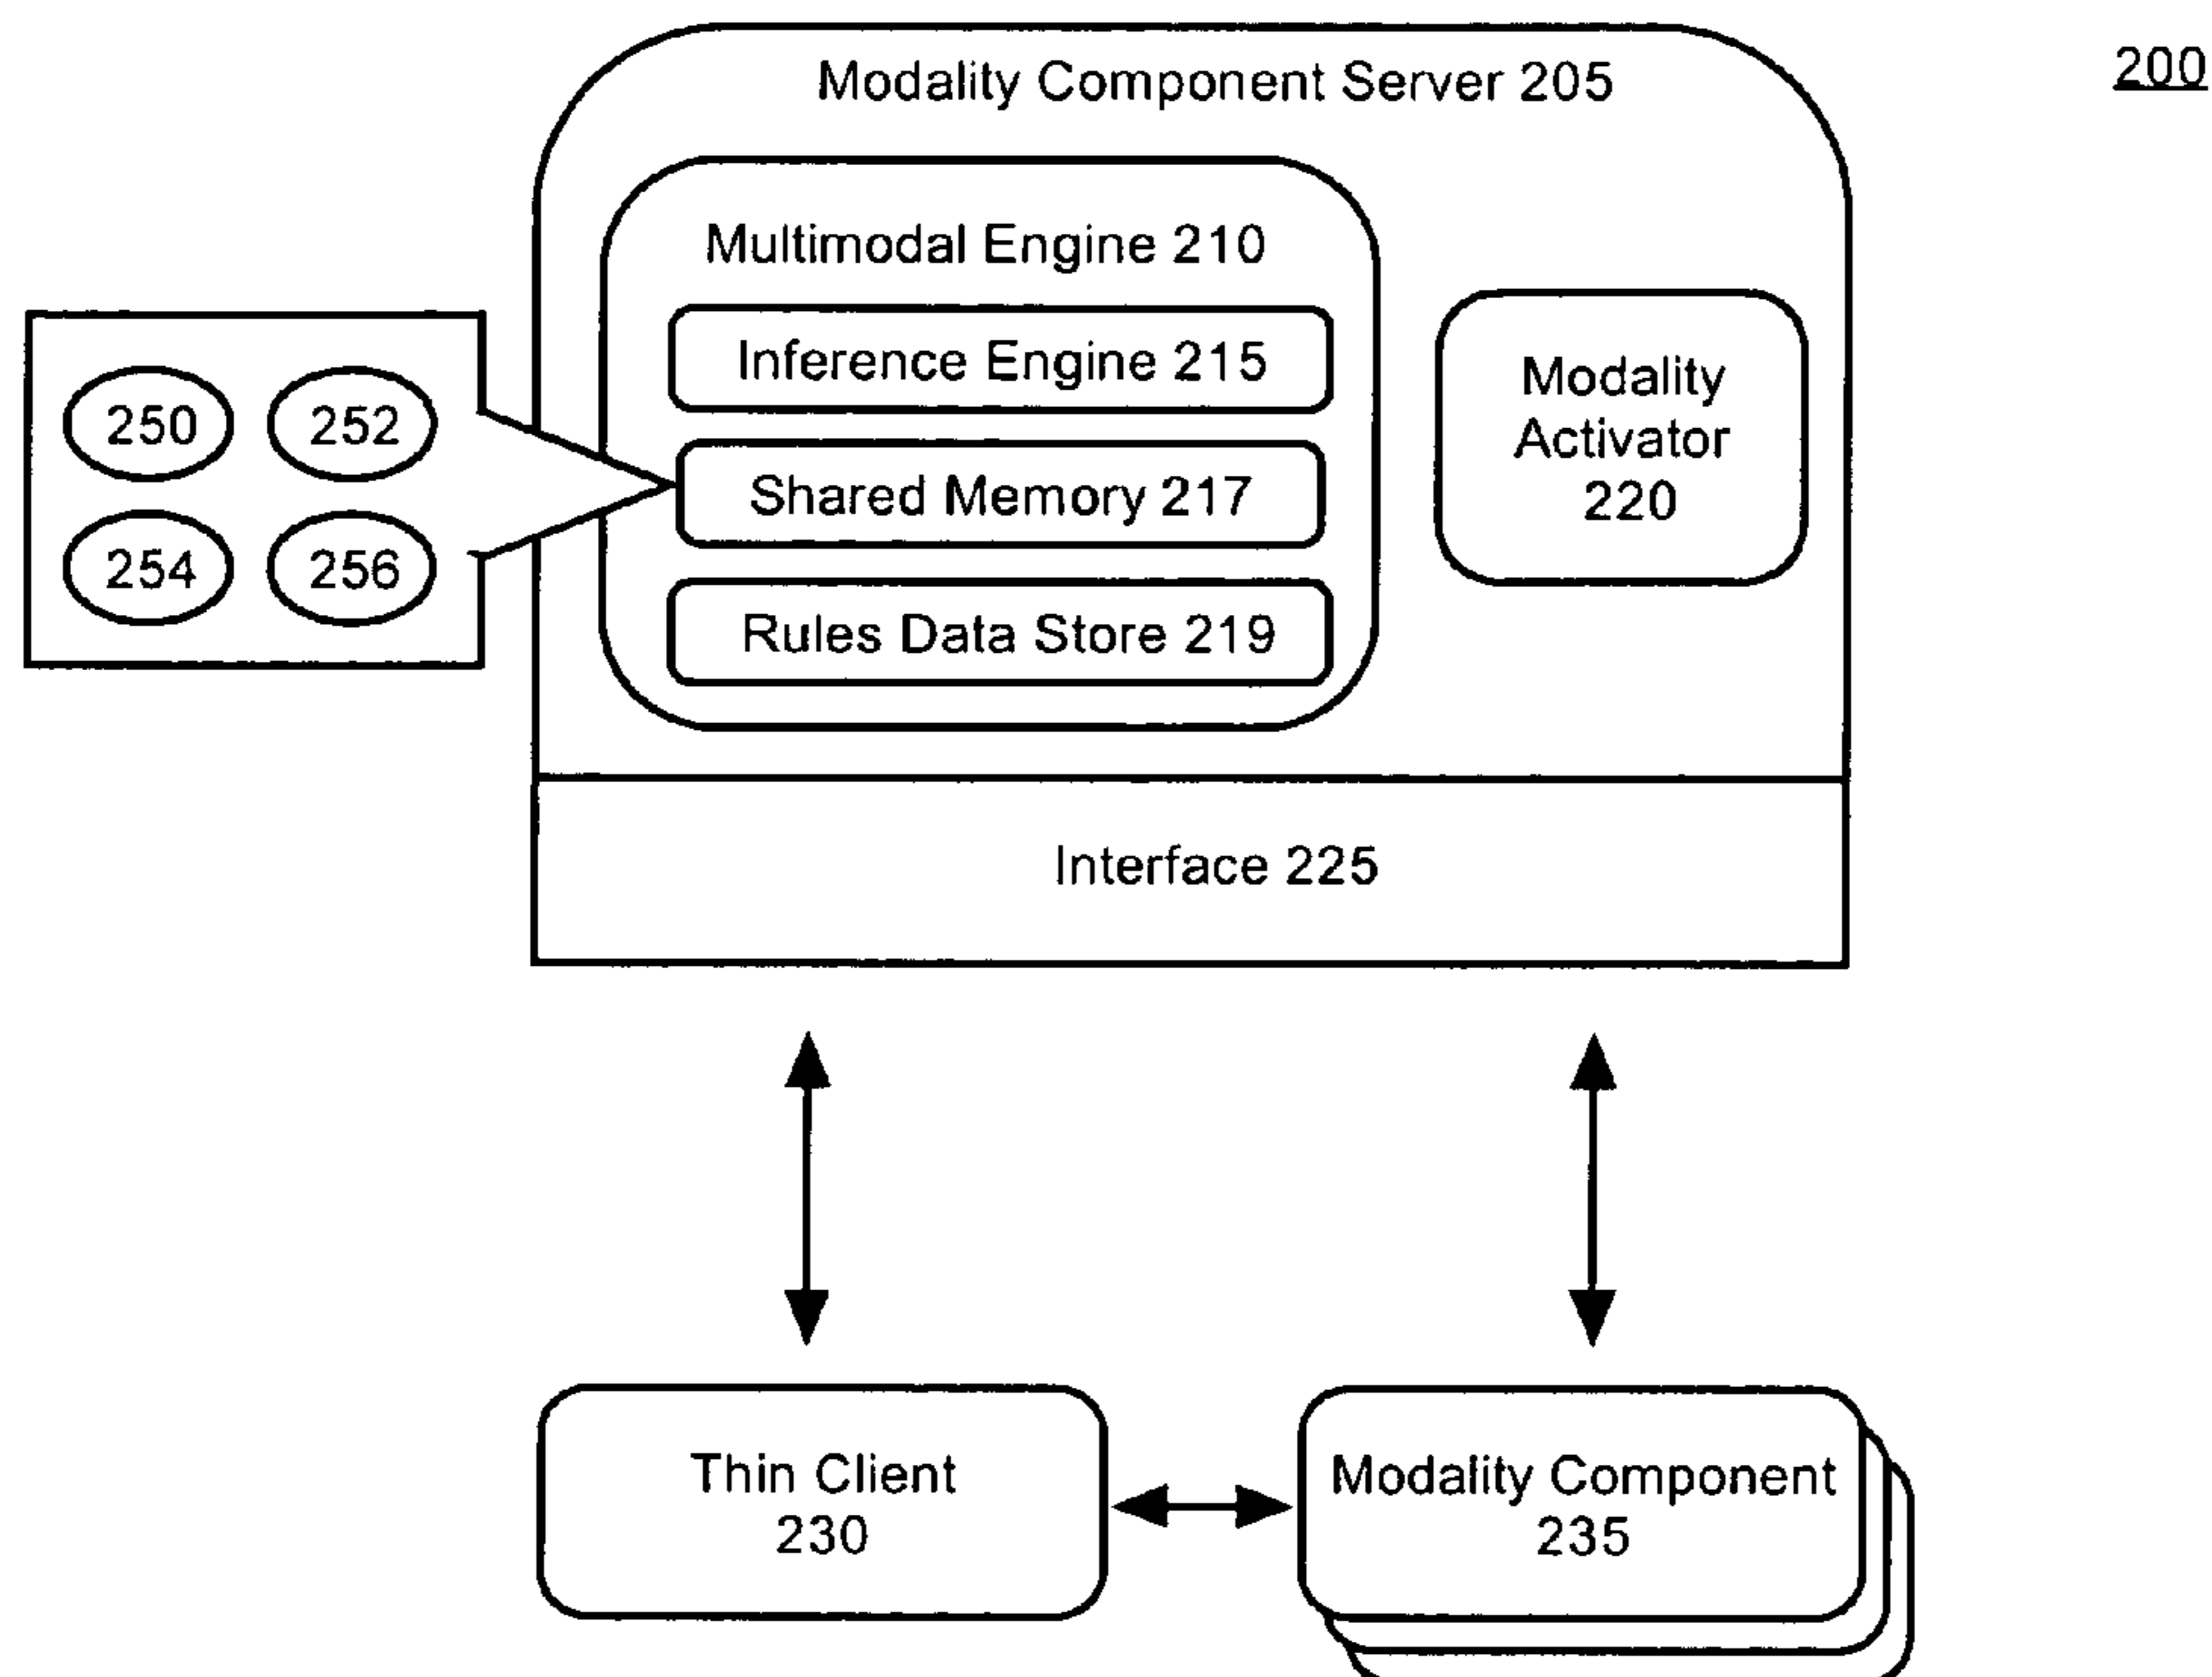 200
Modality Component Server 205
Multimodal Engine 210
Inference Engine 215
Shared Memory 217
Rules Data Store 219
Modality
Activator
220
250 252
254 256
Interface 225
Thin Client
230
Modality Component
235